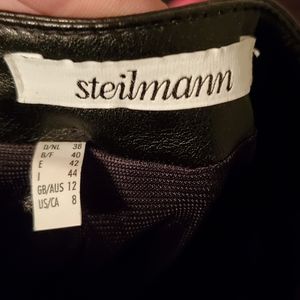 steilmann
D/NL 38
B/F 40
E 42
I 44
GB/AUS 12
US/CA 8